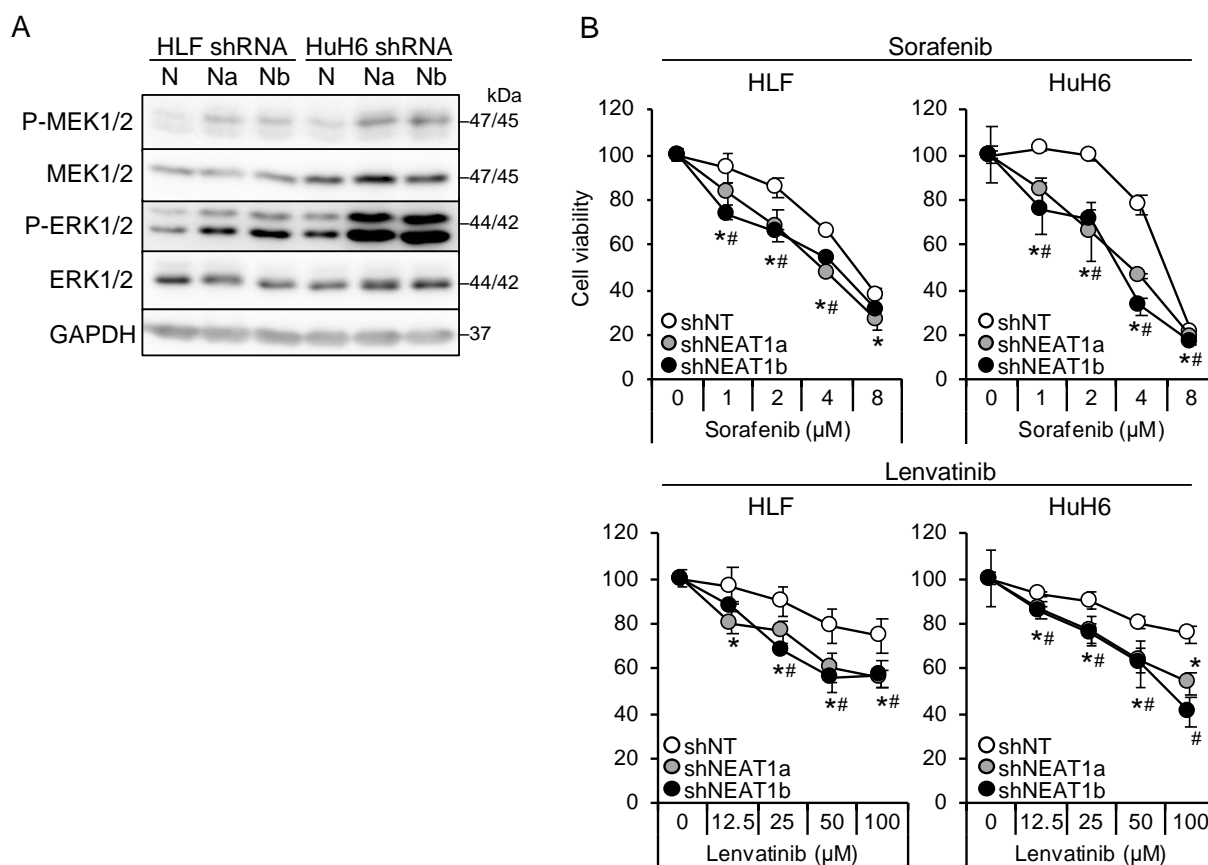 A
HLF shRNA HuH6 shRNA
N Na Nb N Na Nb
kDa
P-MEK1/2 47/45
MEK1/2 47/45
P-ERK1/2 44/42
ERK1/2 44/42
GAPDH 37
B
Sorafenib
HLF HuH6
Cell viability
120 120
100 100
80 80
*# *# *# *
60 60
*# *# *# *#
40 40
20 20
0 0
shNT shNT
shNEAT1a shNEAT1a
shNEAT1b shNEAT1b
0 1 2 4 8 0 1 2 4 8
Sorafenib (µM) Sorafenib (µM)
Lenvatinib
HLF HuH6
120 120
100 100
80 80
* *# *# *#
60 60
*# *# *# * #
40 40
20 20
0 0
shNT shNT
shNEAT1a shNEAT1a
shNEAT1b shNEAT1b
0 12.5 25 50 100 0 12.5 25 50 100
Lenvatinib (µM) Lenvatinib (µM)